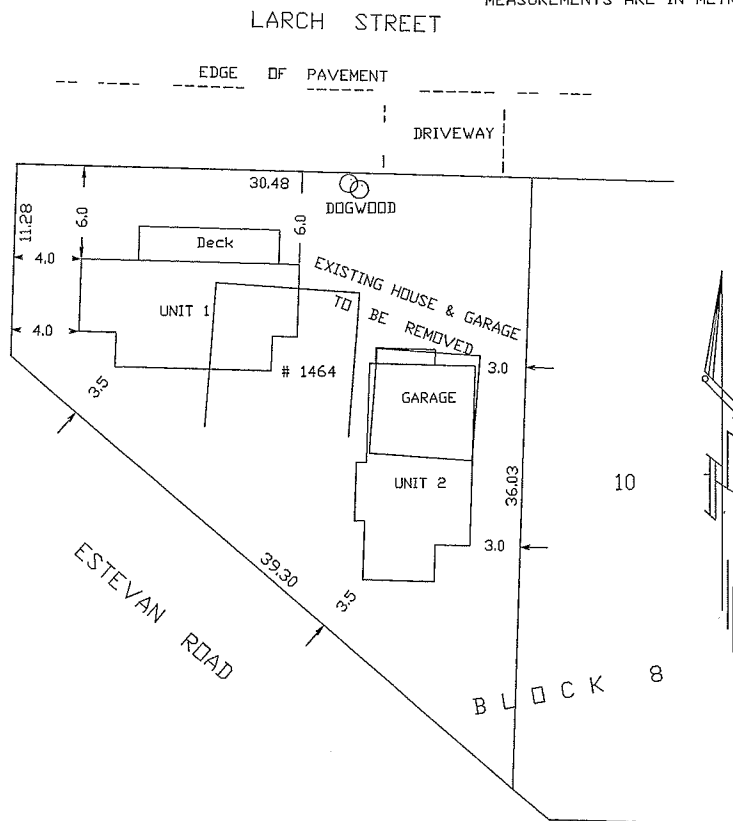 MEASUREMENTS ARE IN METR
LARCH STREET
EDGE OF PAVEMENT
DRIVEWAY
30.48
DOGWOOD
11.28
6.0
6.0
4.0
Deck
EXISTING HOUSE & GARAGE
TO BE REMOVED
UNIT 1
4.0
# 1464
3.0
3.5
GARAGE
UNIT 2
36.03
10
3.0
39.30
3.5
ESTEVAN ROAD
BLOCK 8